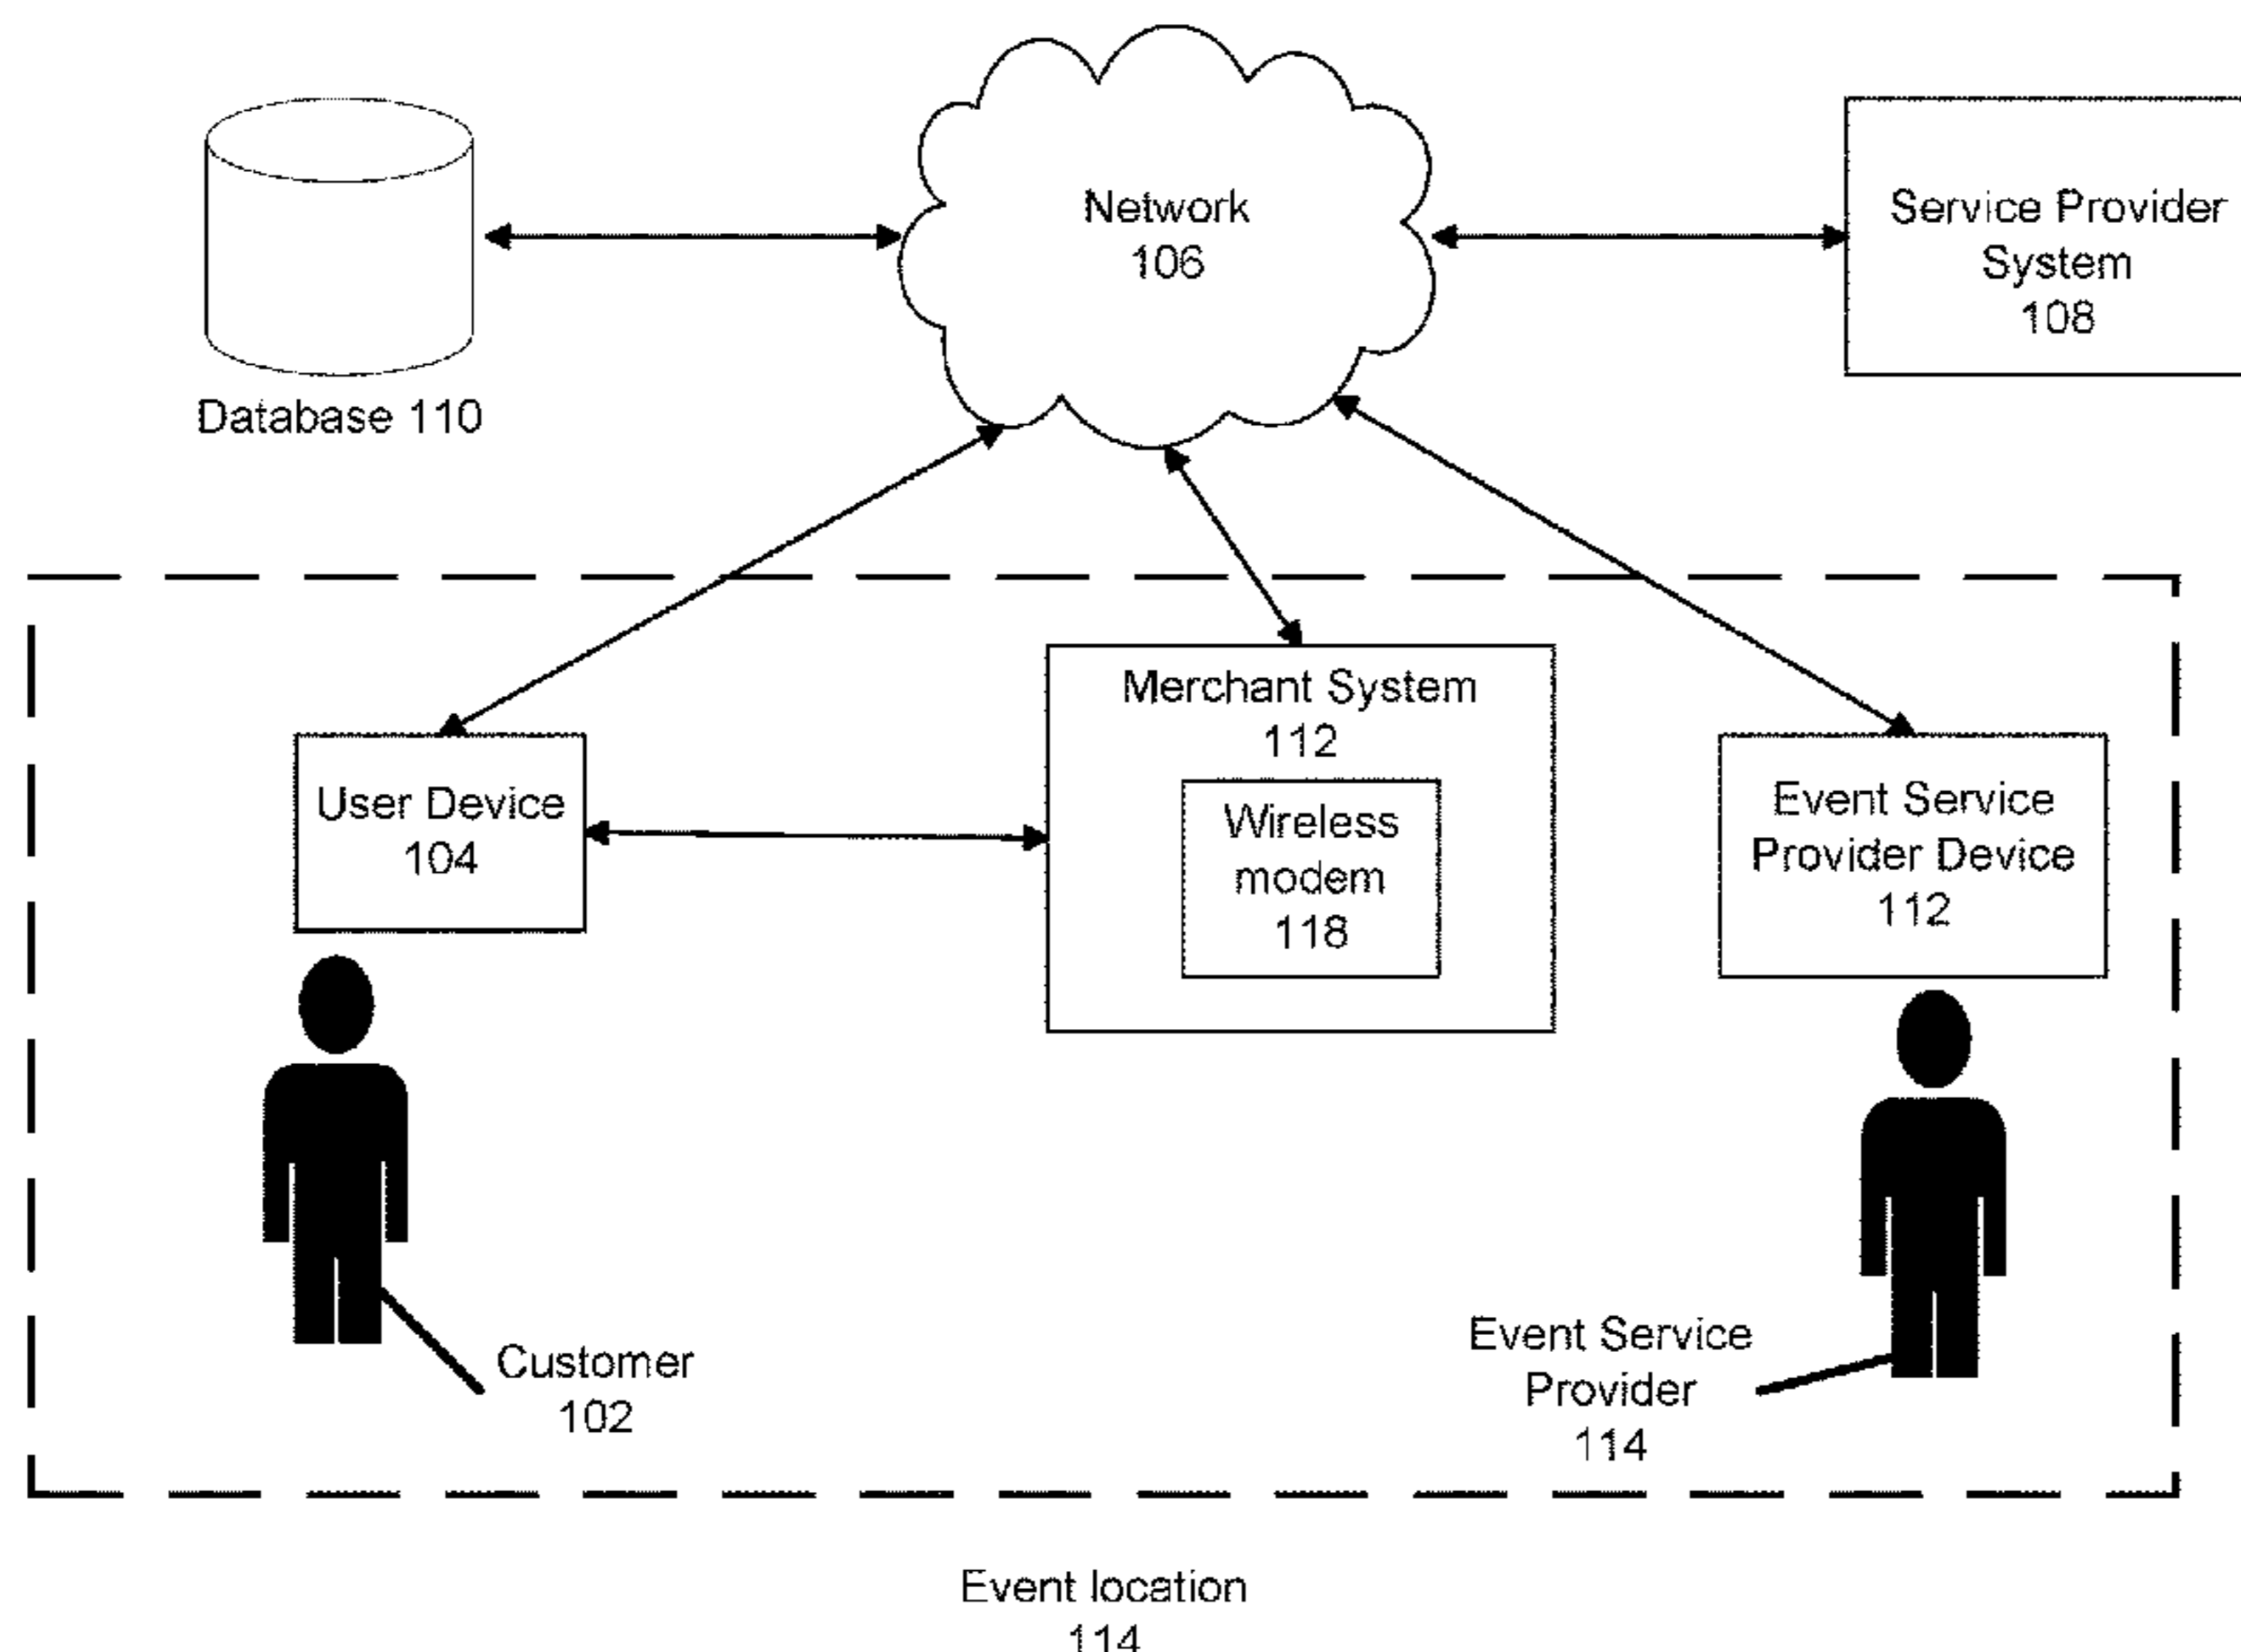 Network
106
Service Provider
System
108
Database 110
Merchant System
112
User Device
104
Wireless
modem
118
Event Service
Provider Device
112
Customer
102
Event Service
Provider
114
Event location
114